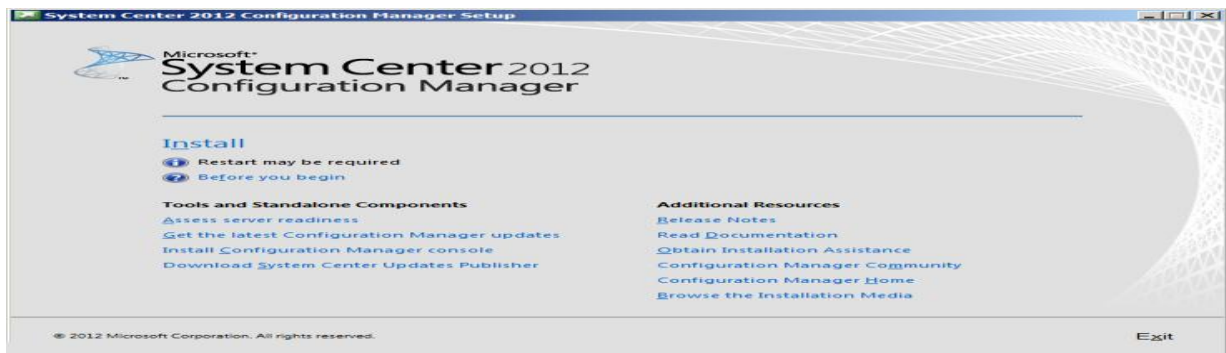 System Center 2012 Configuration Manager Setup
Microsoft®
System Center 2012
Configuration Manager
Install
Restart may be required
Before you begin
Tools and Standalone Components
Assess server readiness
Get the latest Configuration Manager updates
Install Configuration Manager console
Download System Center Updates Publisher
Additional Resources
Release Notes
Read Documentation
Obtain Installation Assistance
Configuration Manager Community
Configuration Manager Home
Browse the Installation Media
© 2012 Microsoft Corporation. All rights reserved.
Exit